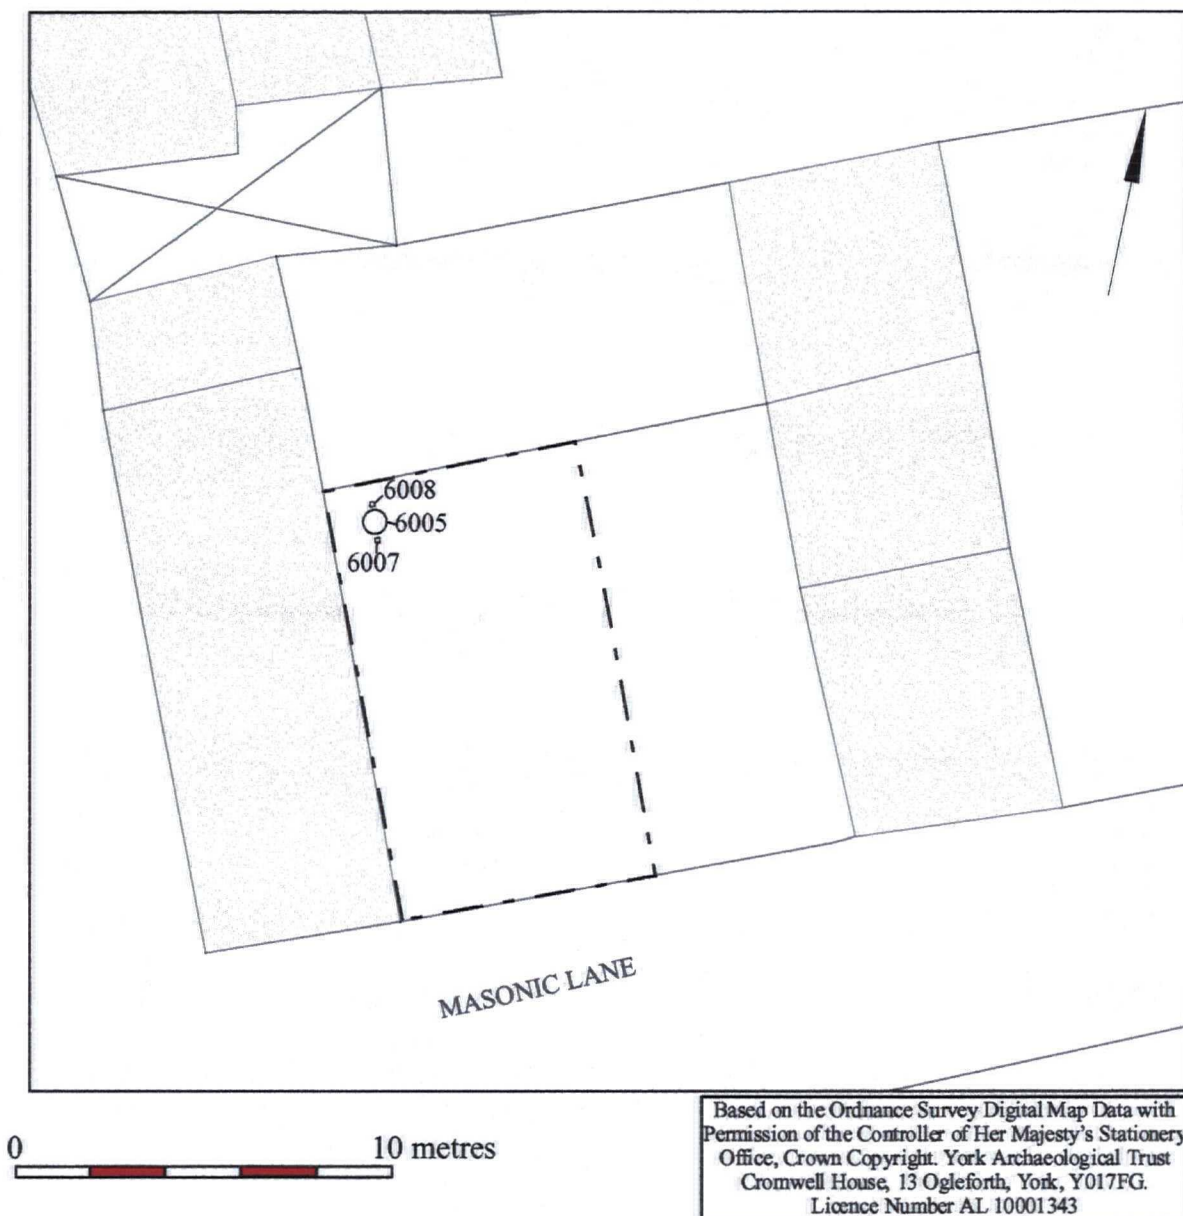 6008
6005
6007
MASONIC LANE
0 10 metres
Based on the Ordnance Survey Digital Map Data with
Permission of the Controller of Her Majesty's Stationery
Office, Crown Copyright. York Archaeological Trust
Cromwell House, 13 Ogleforth, York, Y017FG.
Licence Number AL 10001343